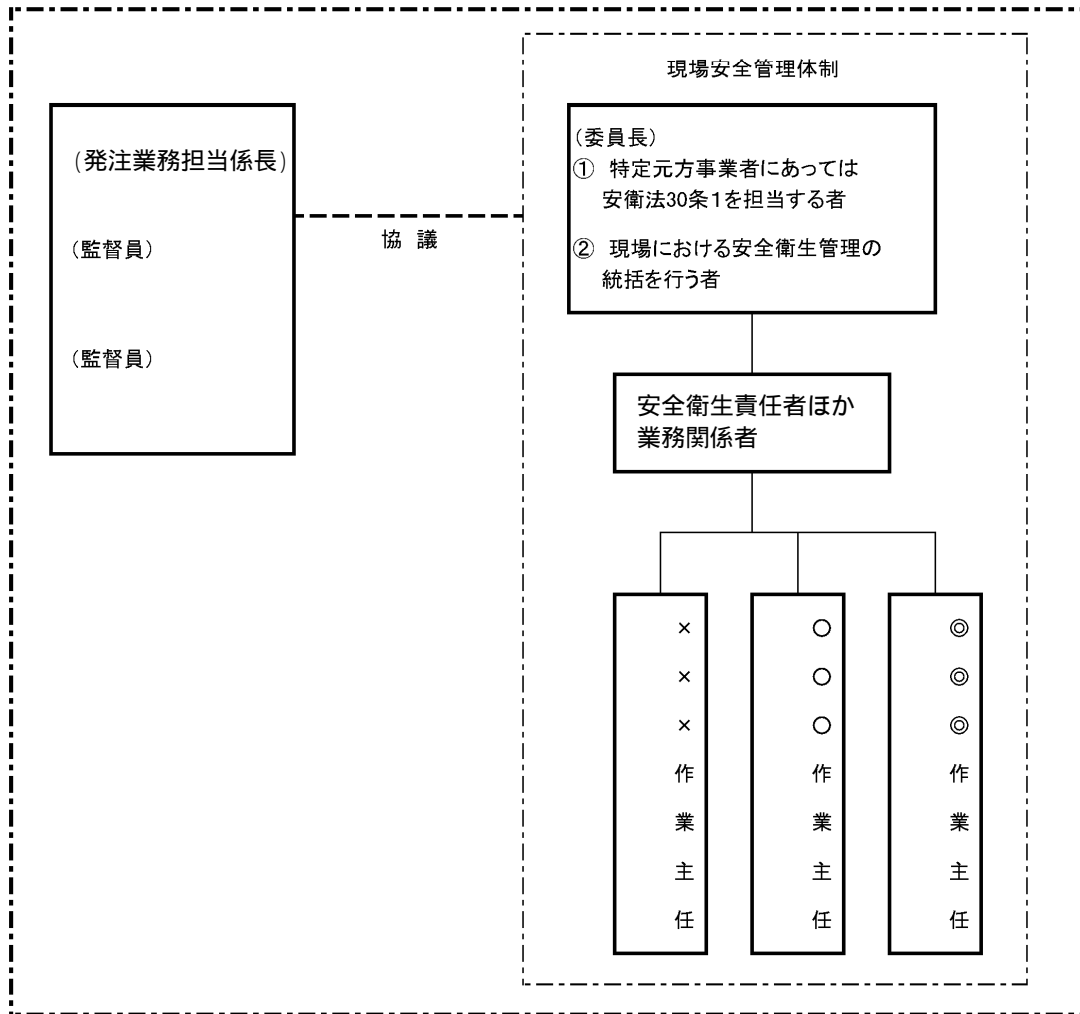 現場安全管理体制
(発注業務担当係長)
(監督員)
(監督員)
協 議
(委員長)
① 特定元方事業者にあっては
安衛法30条1を担当する者
② 現場における安全衛生管理の
統括を行う者
安全衛生責任者ほか
業務関係者
×××作業主任
○○○作業主任
◎◎◎作業主任